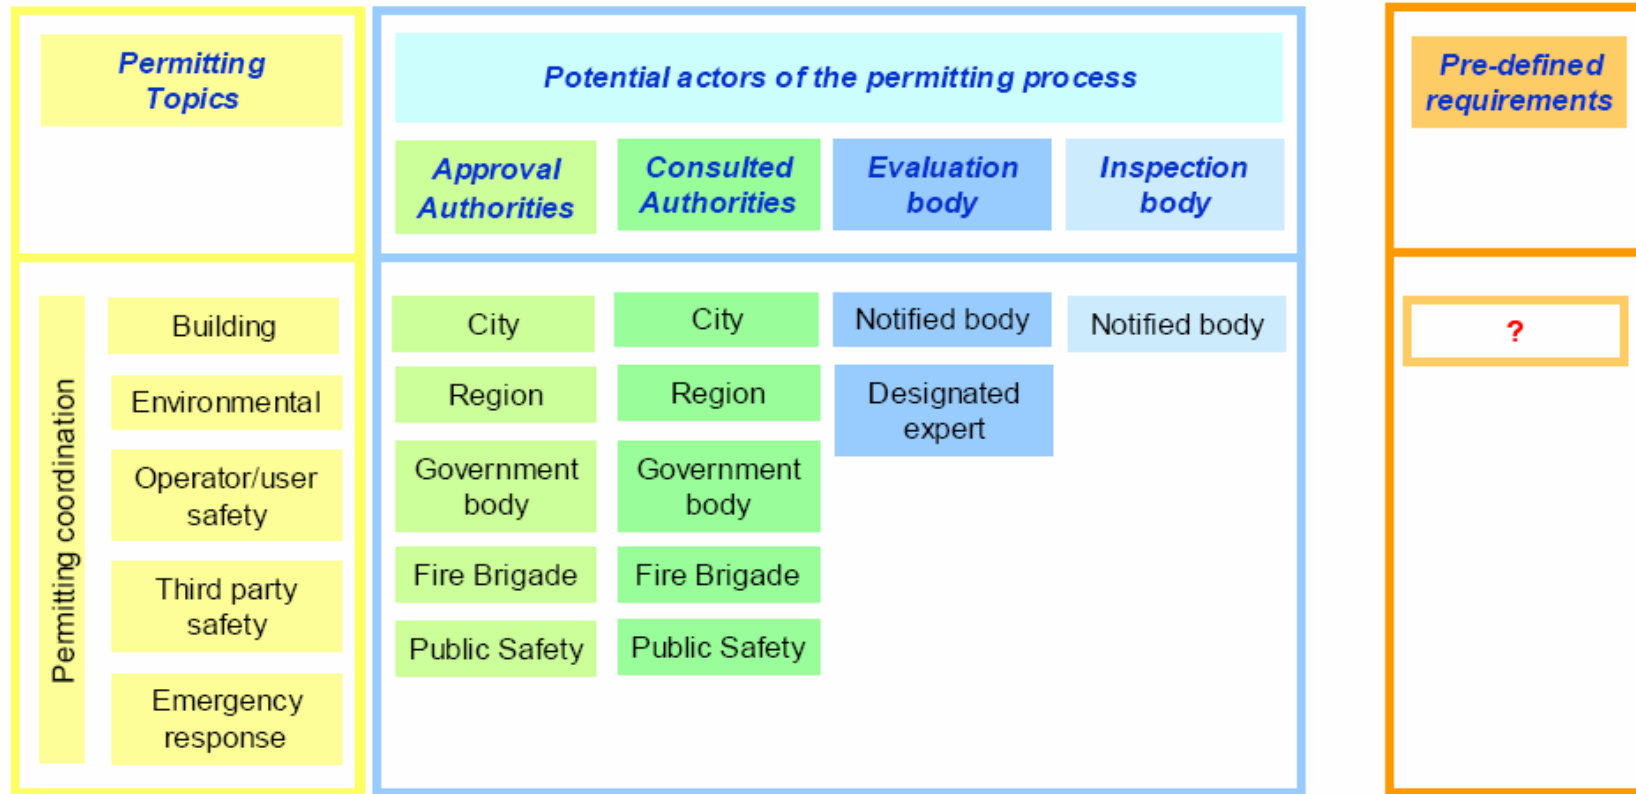 Permitting
Topics
Potential actors of the permitting process
Pre-defined
requirements
Approval
Authorities
Consulted
Authorities
Evaluation
body
Inspection
body
Permitting coordination
Building
Environmental
Operator/user
safety
Third party
safety
Emergency
response
City
Region
Government
body
Fire Brigade
Public Safety
City
Region
Government
body
Fire Brigade
Public Safety
Notified body
Designated
expert
Notified body
?